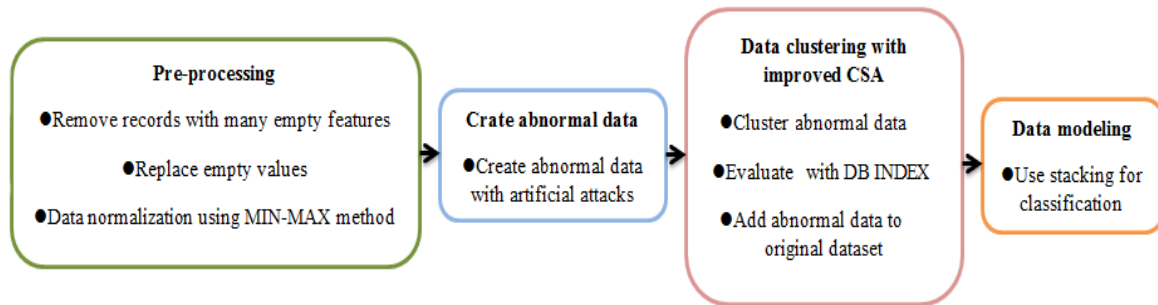 Pre-processing
●Remove records with many empty features
●Replace empty values
●Data normalization using MIN-MAX method
Crate abnormal data
●Create abnormal data
with artificial attacks
Data clustering with
improved CSA
●Cluster abnormal data
●Evaluate with DB INDEX
●Add abnormal data to
original dataset
Data modeling
●Use stacking for
classification